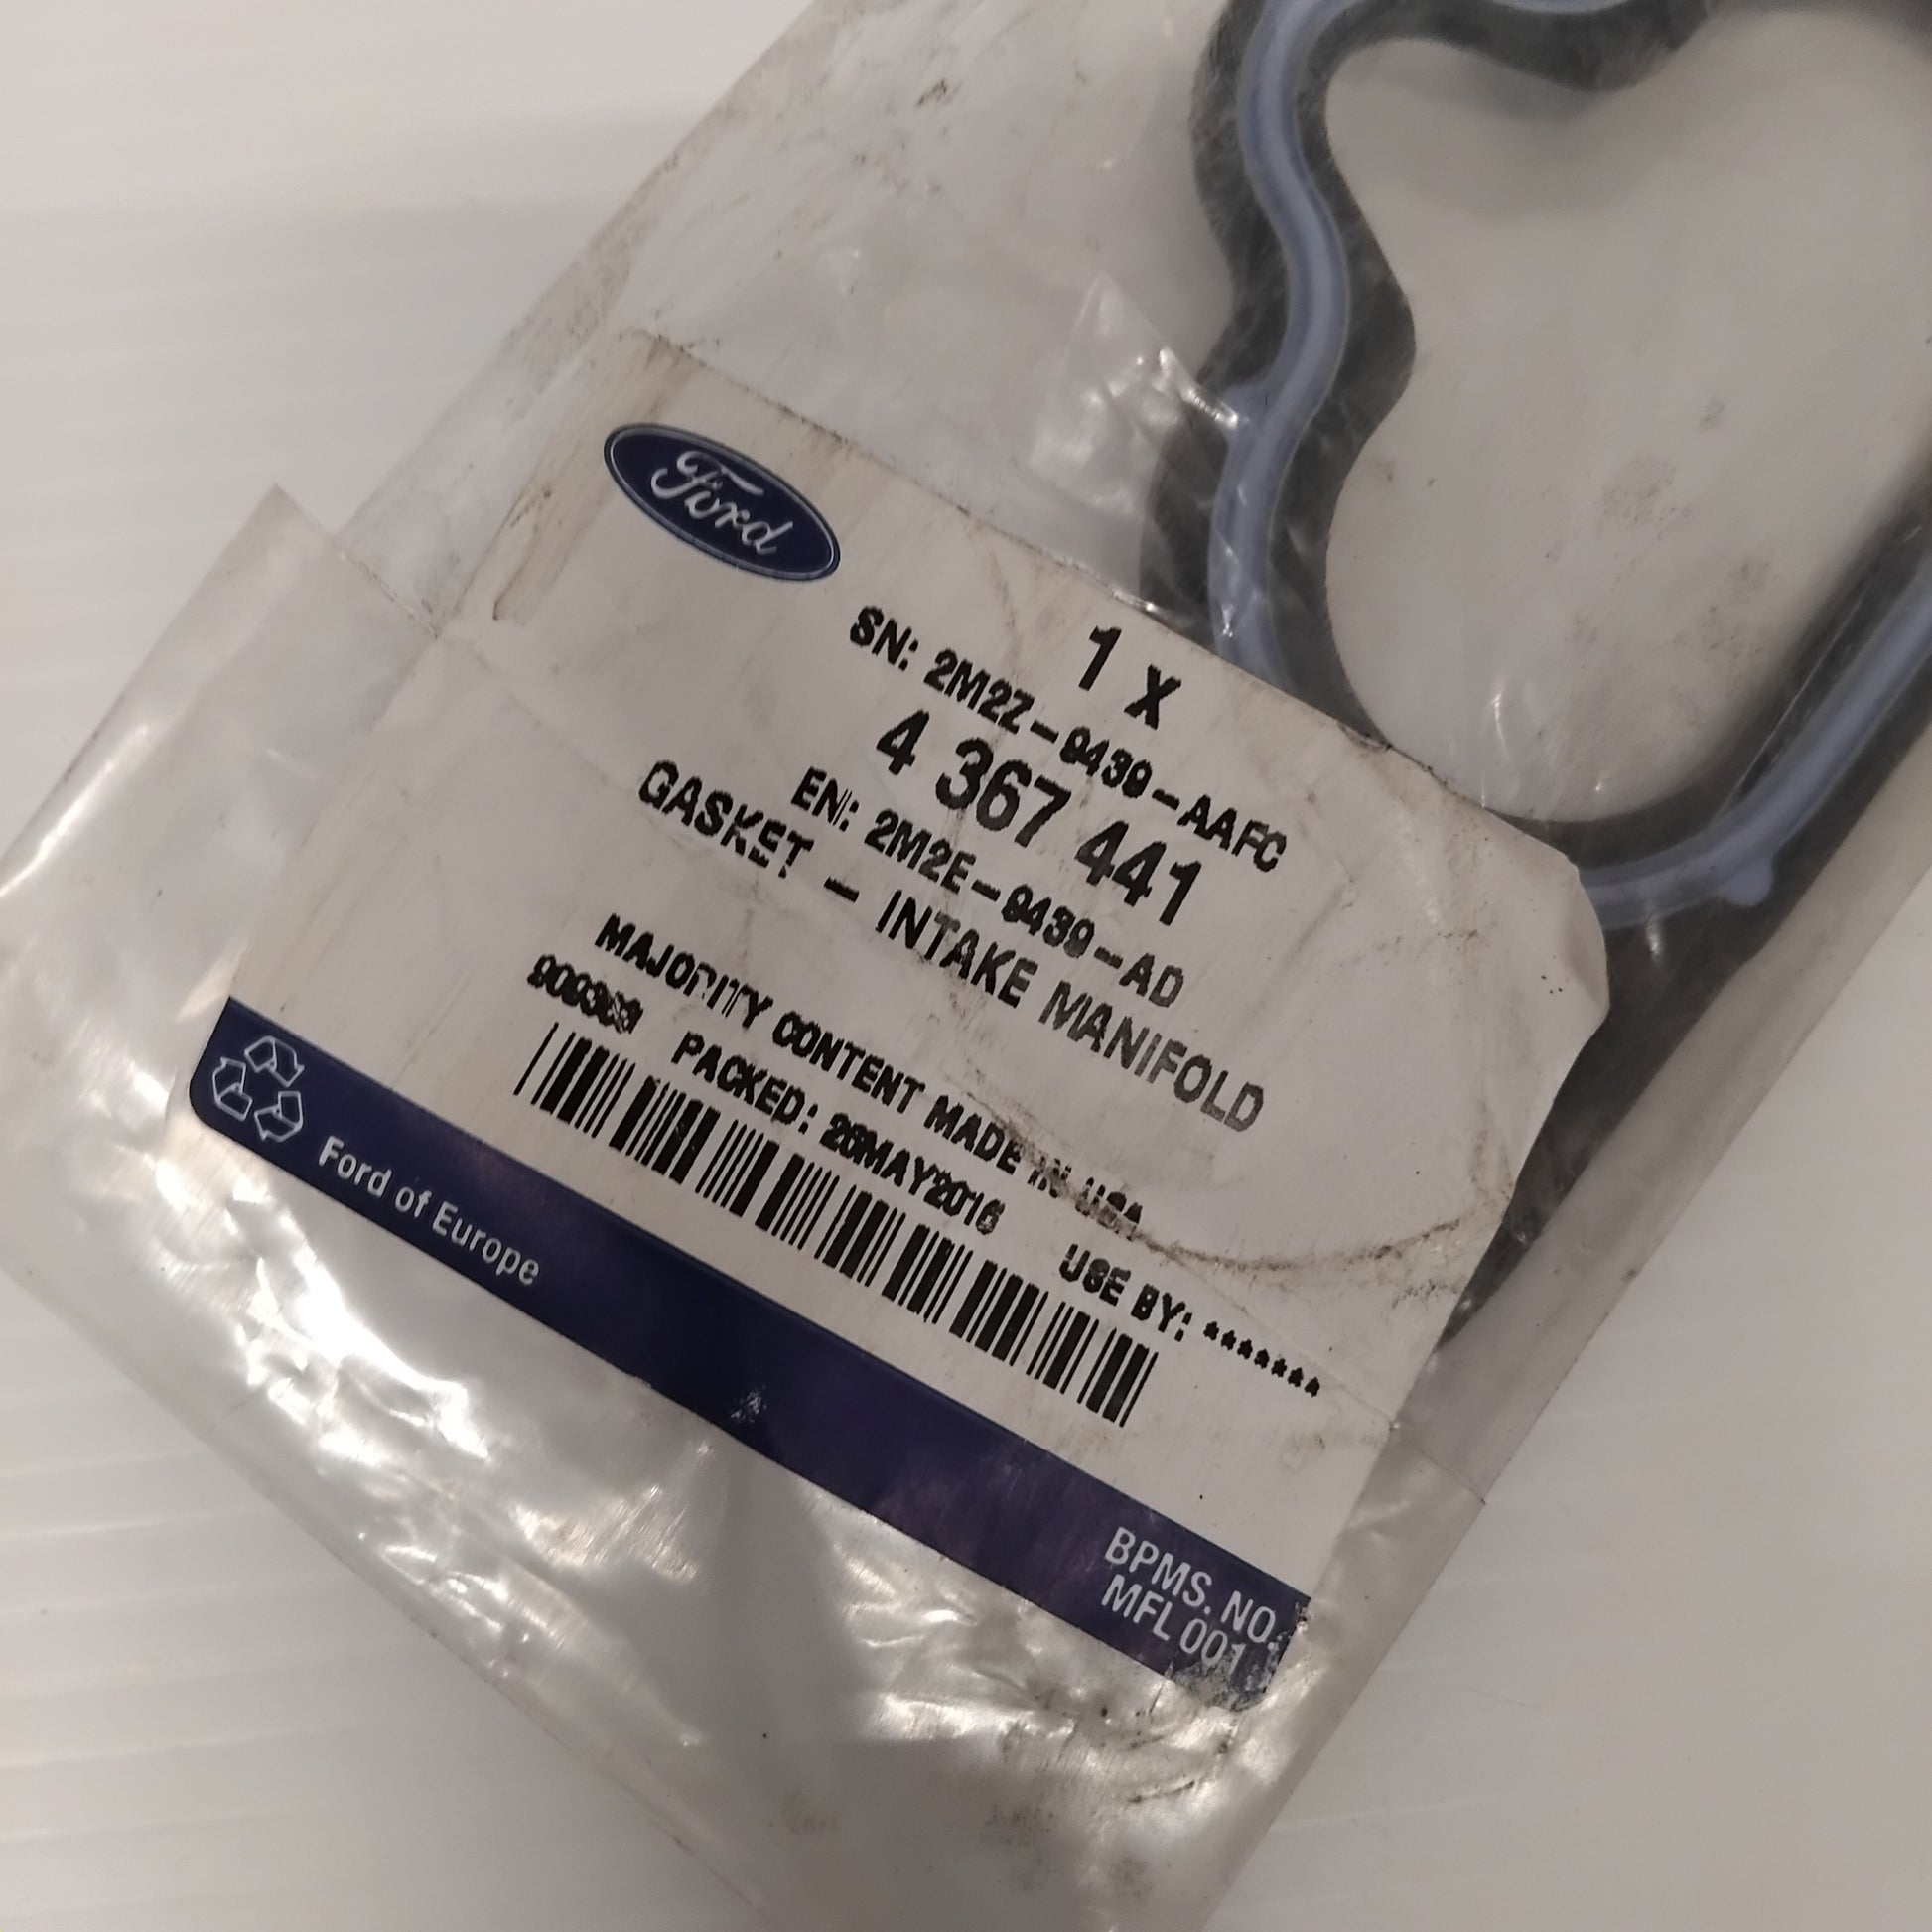 Ford
1 X
SN: 2M2Z-9439-AAFC
4 367 441
EN: 2M2E-9439-AD
GASKET - INTAKE MANIFOLD
MAJORITY CONTENT MADE IN USA
PACKED: 26MAY2016 USE BY: *******
Ford of Europe
BPMS. NO.
MFL 001